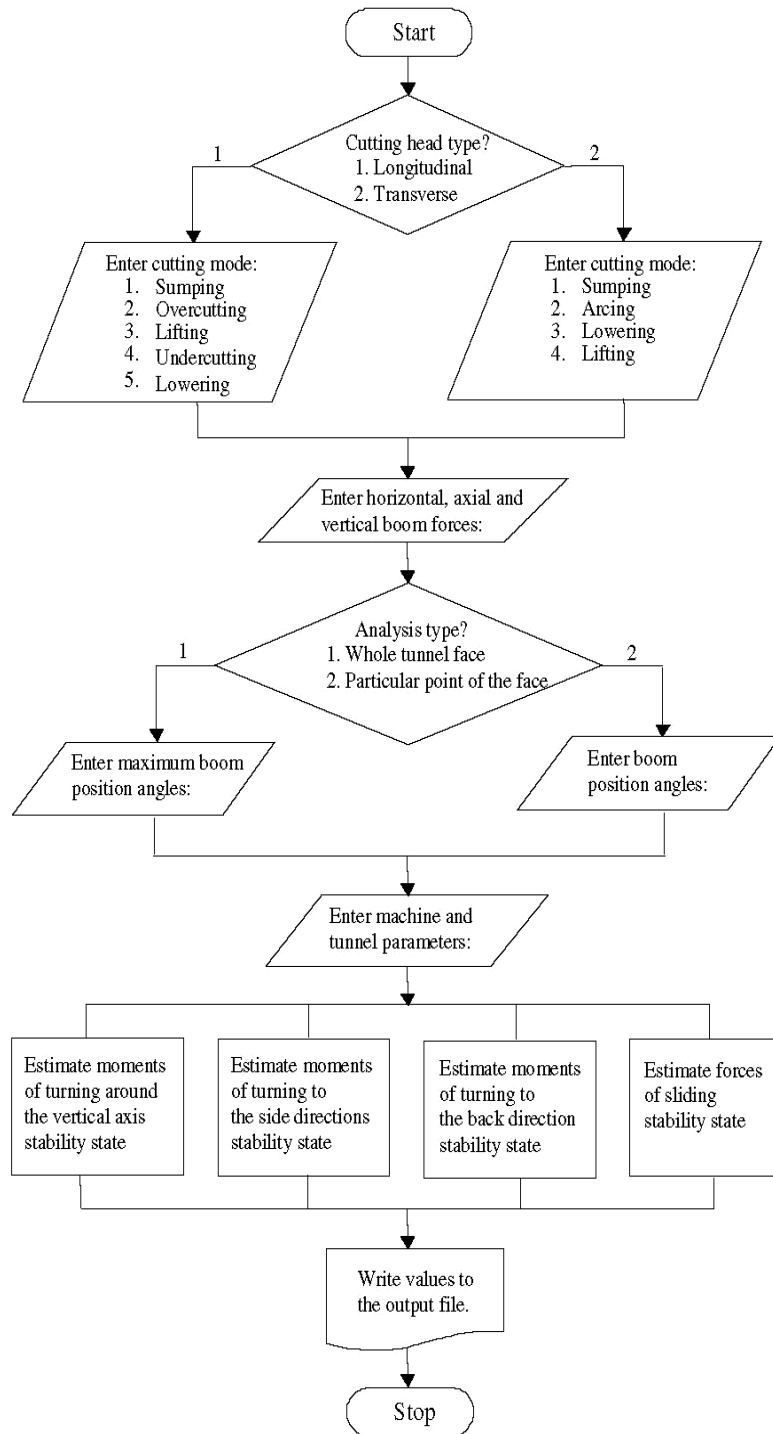 Start
Cutting head type?
1. Longitudinal
2. Transverse
1
2
Enter cutting mode:
1. Sumping
2. Overcutting
3. Lifting
4. Undercutting
5. Lowering
Enter cutting mode:
1. Sumping
2. Arcing
3. Lowering
4. Lifting
Enter horizontal, axial and
vertical boom forces:
Analysis type?
1. Whole tunnel face
2. Particular point of the face
1
2
Enter maximum boom
position angles:
Enter boom
position angles:
Enter machine and
tunnel parameters:
Estimate moments
of turning around
the vertical axis
stability state
Estimate moments
of turning to
the side directions
stability state
Estimate moments
of turning to
the back direction
stability state
Estimate forces
of sliding
stability state
Write values to
the output file.
Stop